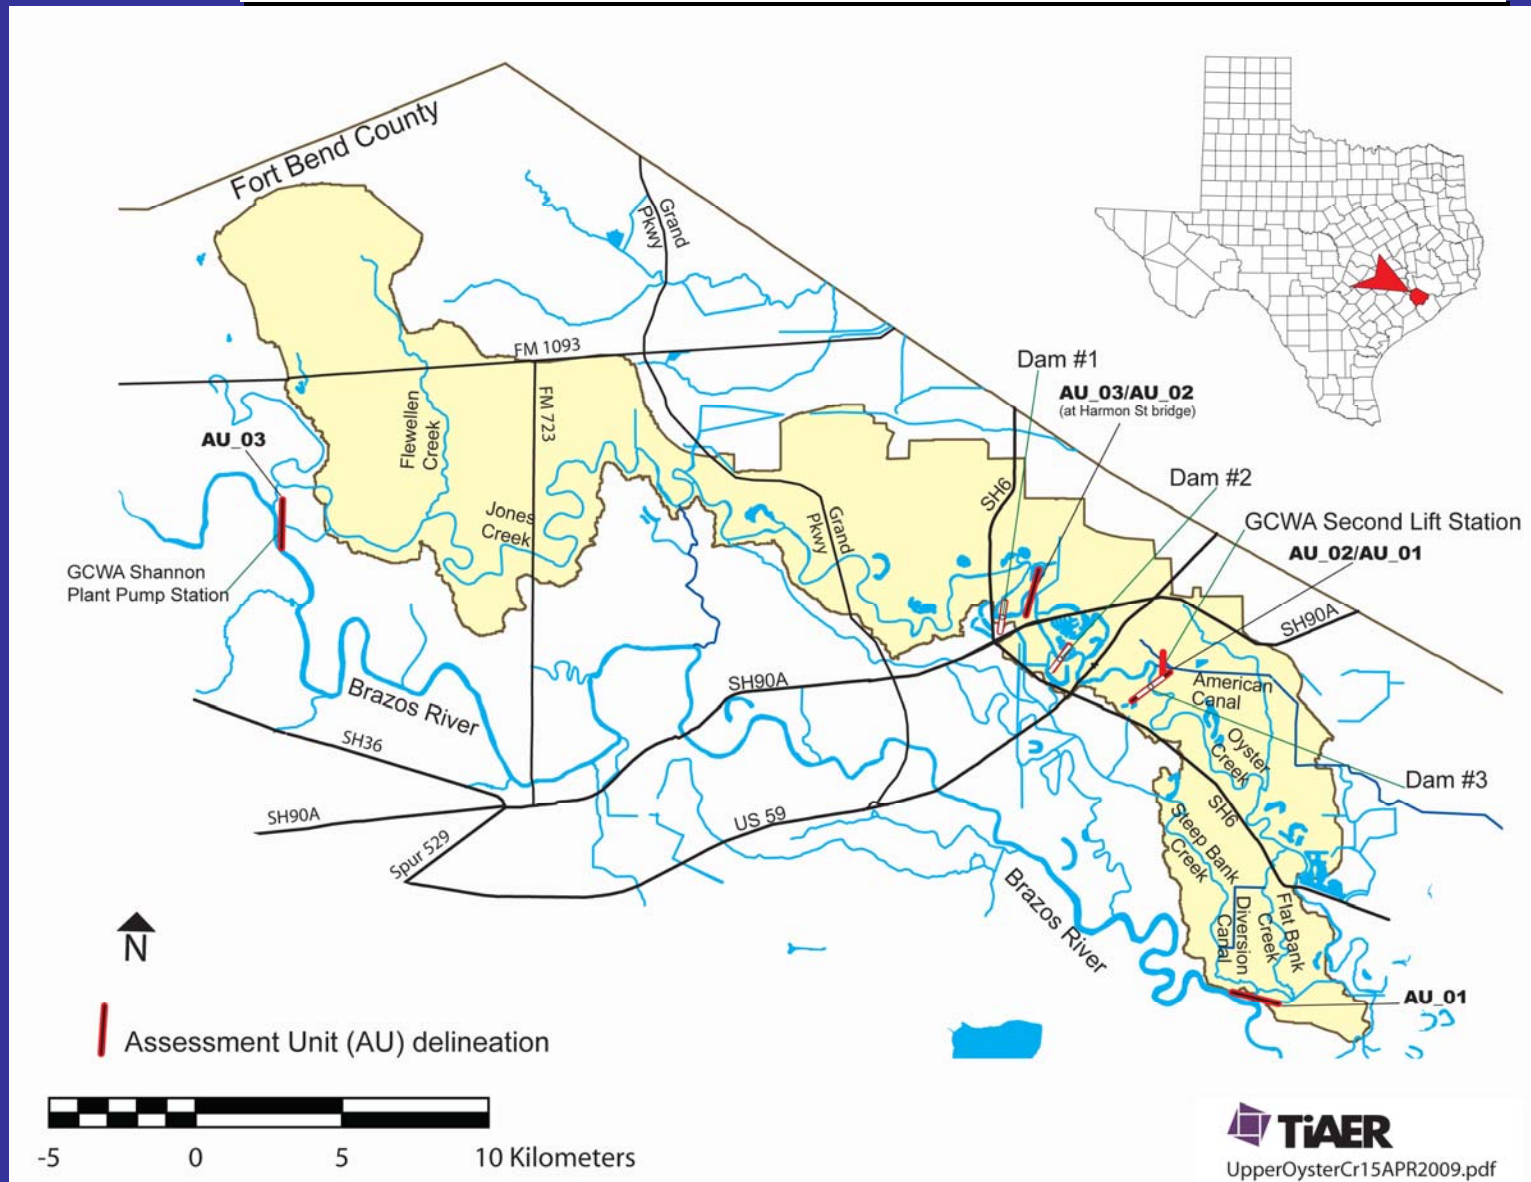 Fort Bend County
Grand
Pkwy
FM 1093
FM 723
Flewellen
Creek
AU_03
Jones
Creek
GCWA Shannon
Plant Pump Station
Dam #1
AU_03/AU_02
(at Harmon St bridge)
Dam #2
SH6
Grand
Pkwy
GCWA Second Lift Station
AU_02/AU_01
SH90A
American
Canal
Oyster
Creek
Dam #3
SH6
Steep Bank
Creek
Diversion
Canal
Flat Bank
Creek
AU_01
Brazos River
SH90A
SH36
SH90A
Spur 529
US 59
Brazos River
N
Assessment Unit (AU) delineation
-5 0 5 10 Kilometers
TiAER
UpperOysterCr15APR2009.pdf